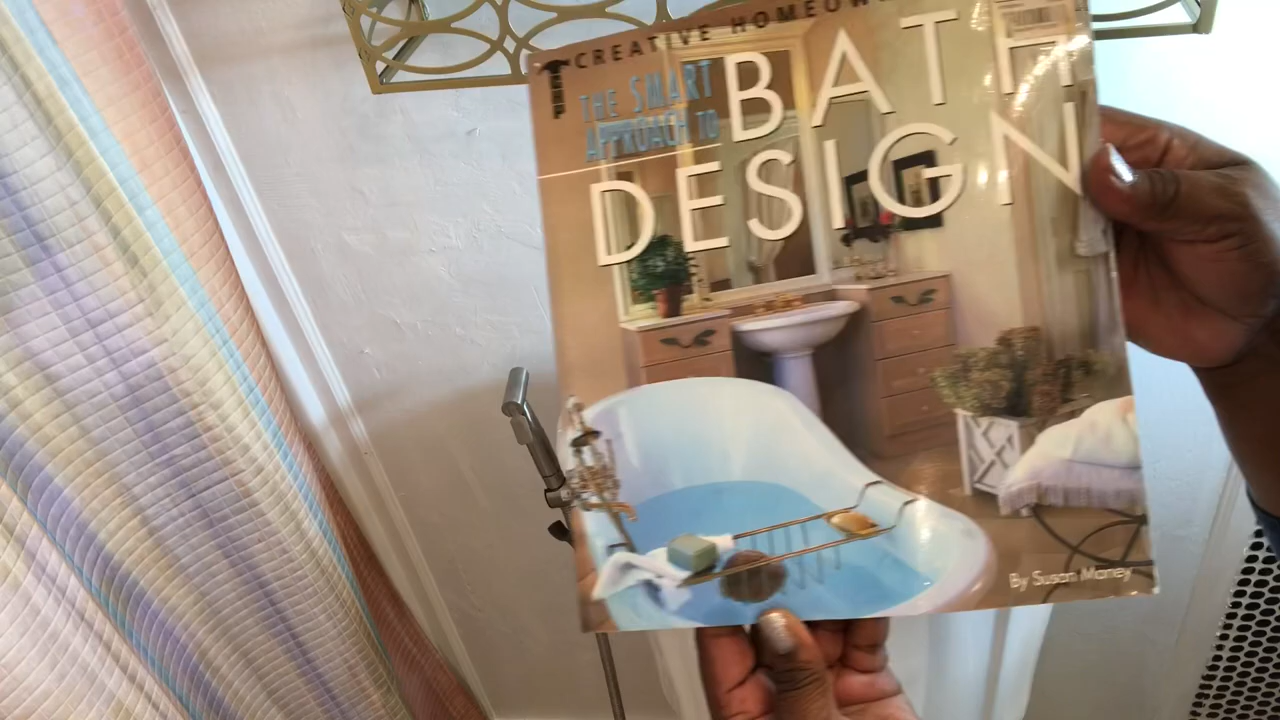 CREATIVE HOMEOW
THE SMART
APPROACH TO
BATH
DESIGN
By Susan Maney